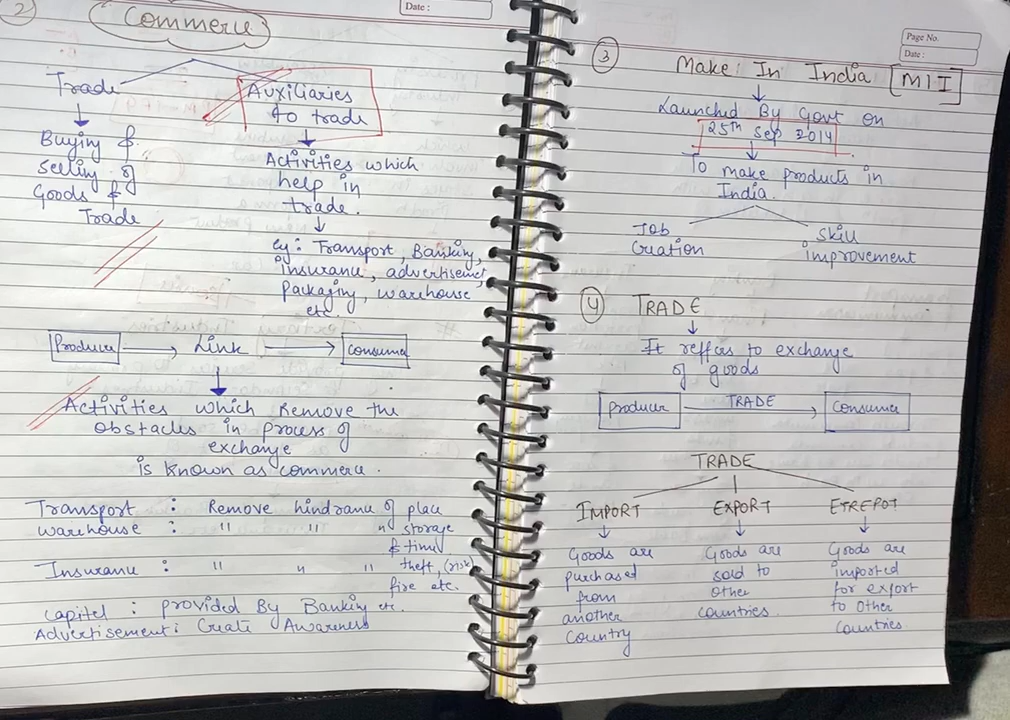 2
Commerce
Date :
Trade
Auxiliaries
to trade
Buying &
Selling of
Goods &
Trade
Activities which
help in
trade.
eg: Transport, Banking,
insurance, advertisemet
Packaging, warehouse
etc.
Producer
Link
Consumer
Activities which Remove the
obstacles in process of
exchange
is known as commerce.
Transport : Remove hindrance of place
warehouse : " " " storage
& time
Insurance : " " " theft, (risk)
fire etc.
capitel : provided By Banking etc.
Advertisement: Create Awareness
Page No.
Date :
3
Make In India [MII]
Launched By Govt on
25th Sep 2014
To make products in
India.
Job
Creation
Skill
improvement
4
TRADE
It reffers to exchange
of goods
Producer
TRADE
Consumer
TRADE
IMPORT
EXPORT
ETREPOT
Goods are
purchased
from
another
Country
Goods are
sold to
other
countries
Goods are
imported
for export
to Other
Countries